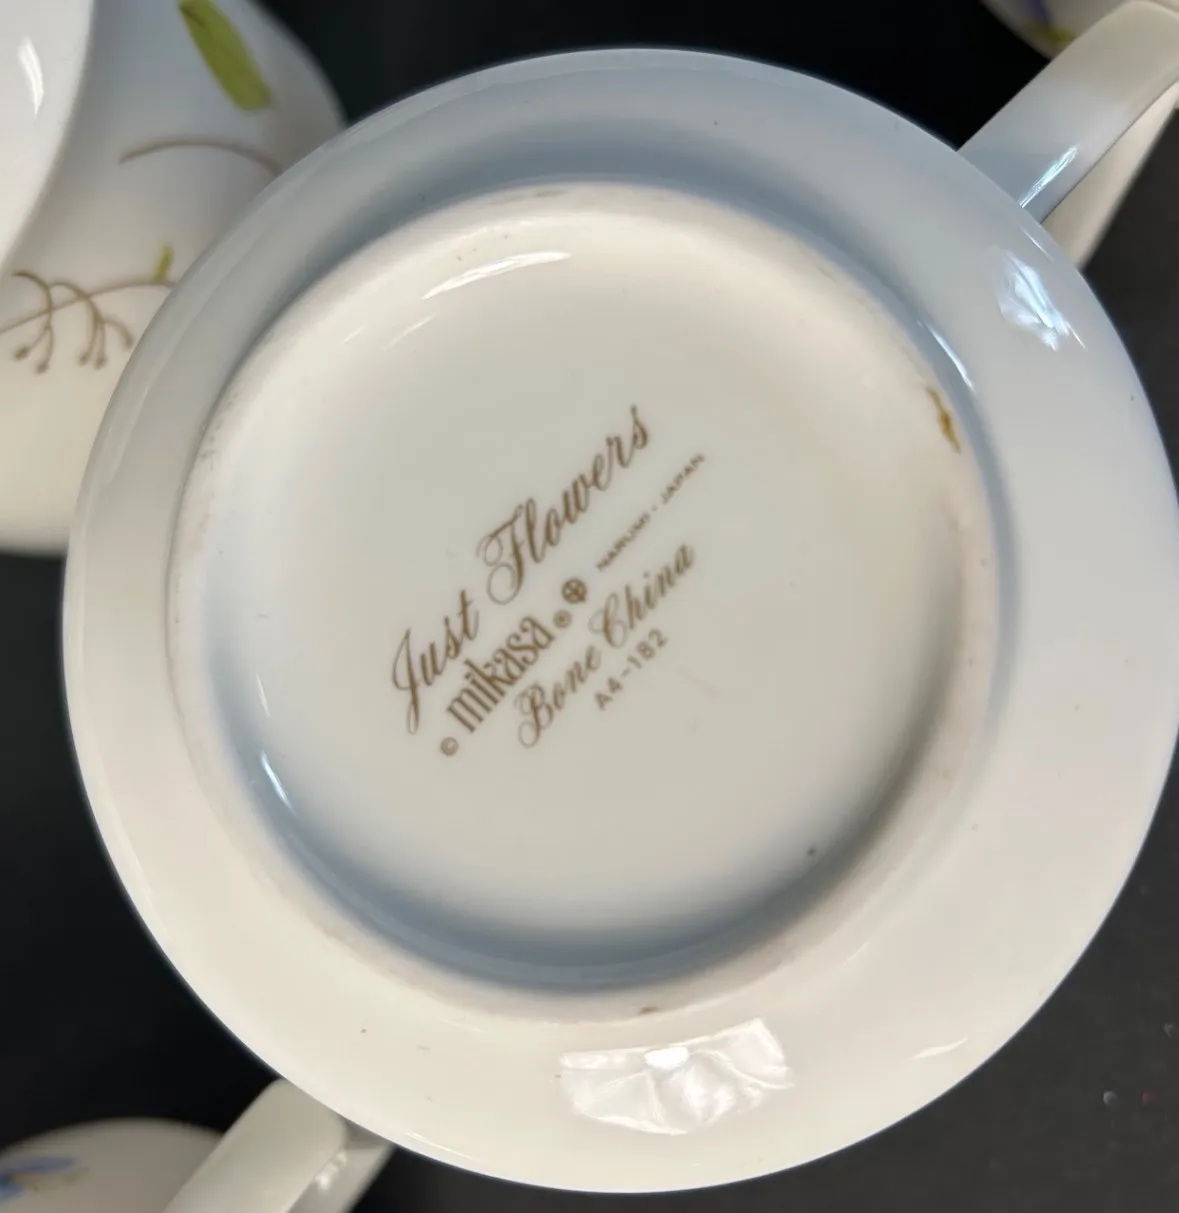 Just Flowers
© mikasa ® NARUMI - JAPAN
Bone China
A4-182